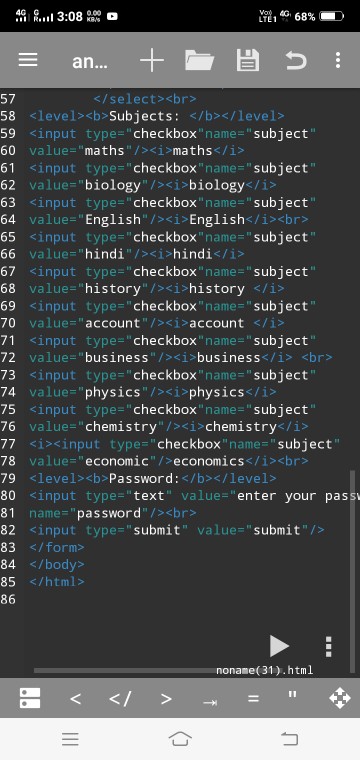 4G 3:08 0.00 KB/s Vo) LTE1 4G 68%
an...
57 </select><br>
58 <level><b>Subjects: </b></level>
59 <input type="checkbox"name="subject"
60 value="maths"/><i>maths</i>
61 <input type="checkbox"name="subject"
62 value="biology"/><i>biology</i>
63 <input type="checkbox"name="subject"
64 value="English"/><i>English</i><br>
65 <input type="checkbox"name="subject"
66 value="hindi"/><i>hindi</i>
67 <input type="checkbox"name="subject"
68 value="history"/><i>history </i>
69 <input type="checkbox"name="subject"
70 value="account"/><i>account </i>
71 <input type="checkbox"name="subject"
72 value="business"/><i>business</i> <br>
73 <input type="checkbox"name="subject"
74 value="physics"/><i>physics</i>
75 <input type="checkbox"name="subject"
76 value="chemistry"/><i>chemistry</i>
77 <i><input type="checkbox"name="subject"
78 value="economic"/>economics</i><br>
79 <level><b>Password:</b></level>
80 <input type="text" value="enter your passw
81 name="password"/><br>
82 <input type="submit" value="submit"/>
83 </form>
84 </body>
85 </html>
86
noname(31).html
< </ > = "